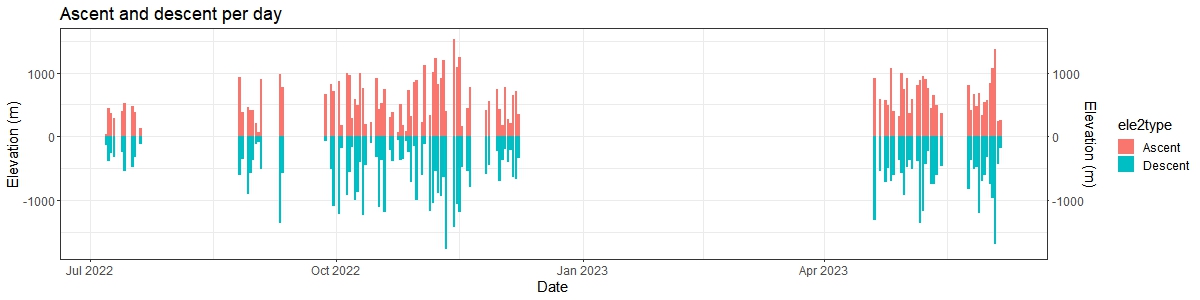 Ascent and descent per day
Elevation (m)
1000
0
-1000
1000
0
-1000
Elevation (m)
Jul 2022
Oct 2022
Jan 2023
Apr 2023
Date
ele2type
Ascent
Descent